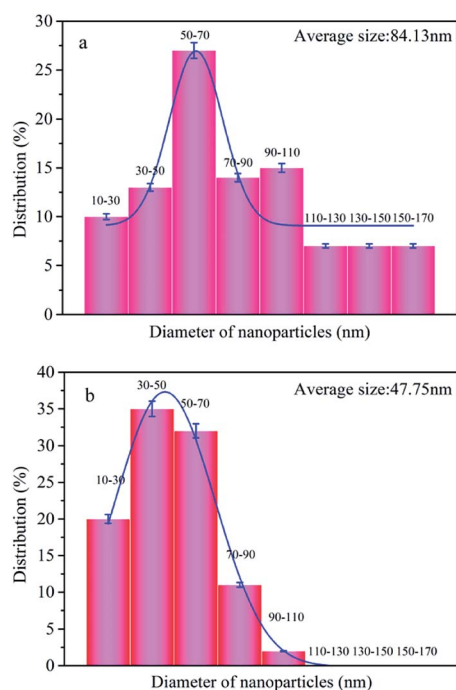 a
Average size:84.13nm
30
25
20
15
10
5
0
Distribution (%)
10-30
30-50
50-70
70-90
90-110
110-130 130-150 150-170
Diameter of nanoparticles (nm)
b
Average size:47.75nm
40
35
30
25
20
15
10
5
0
Distribution (%)
10-30
30-50
50-70
70-90
90-110
110-130 130-150 150-170
Diameter of nanoparticles (nm)